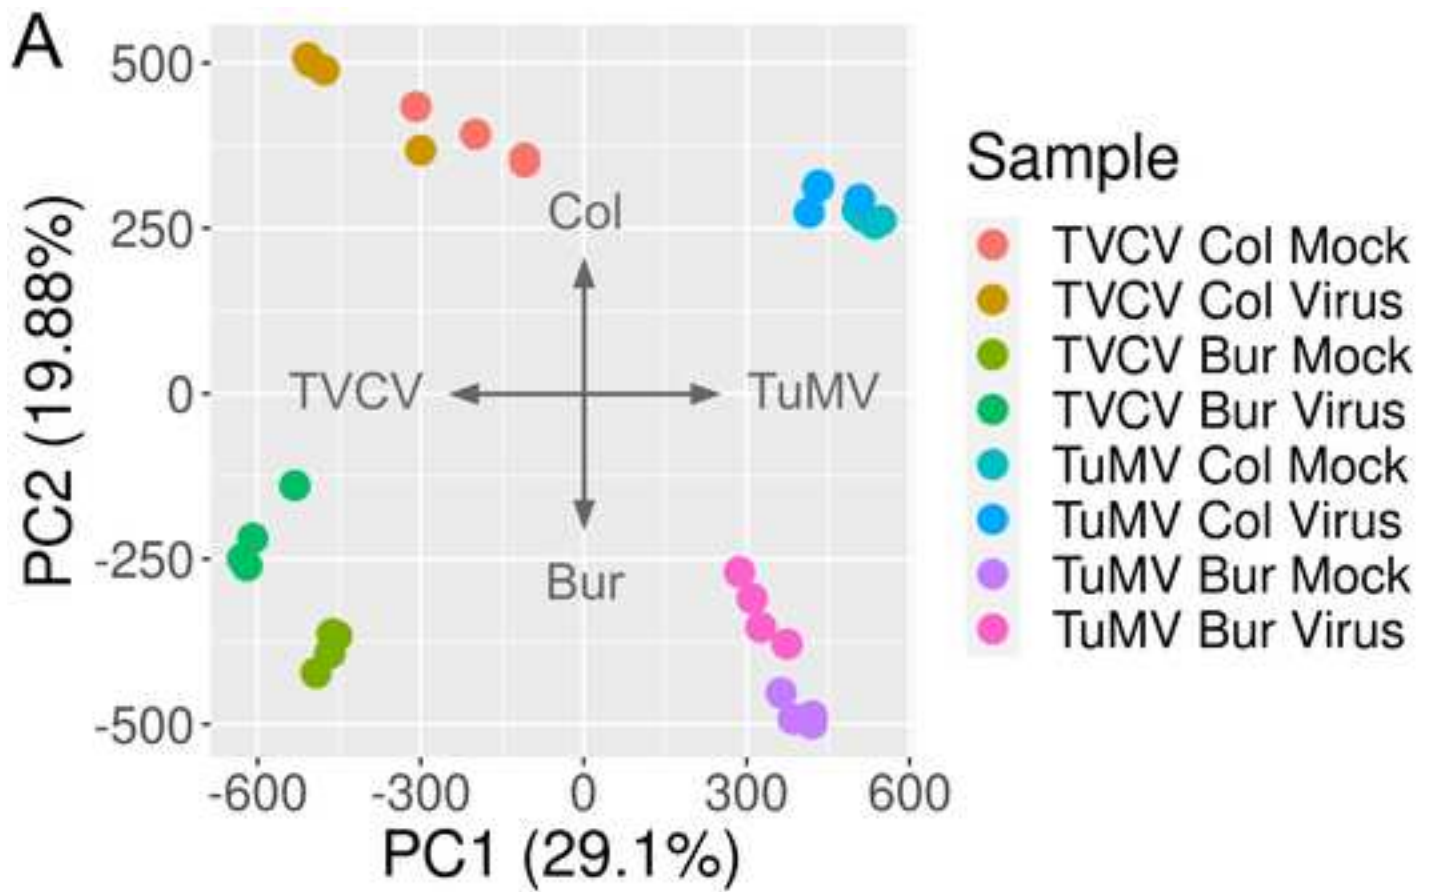 A
500
250
0
-250
-500
PC2 (19.88%)
Col
TVCV
TuMV
Bur
-600
-300
0
300
600
PC1 (29.1%)
Sample
TVCV Col Mock
TVCV Col Virus
TVCV Bur Mock
TVCV Bur Virus
TuMV Col Mock
TuMV Col Virus
TuMV Bur Mock
TuMV Bur Virus